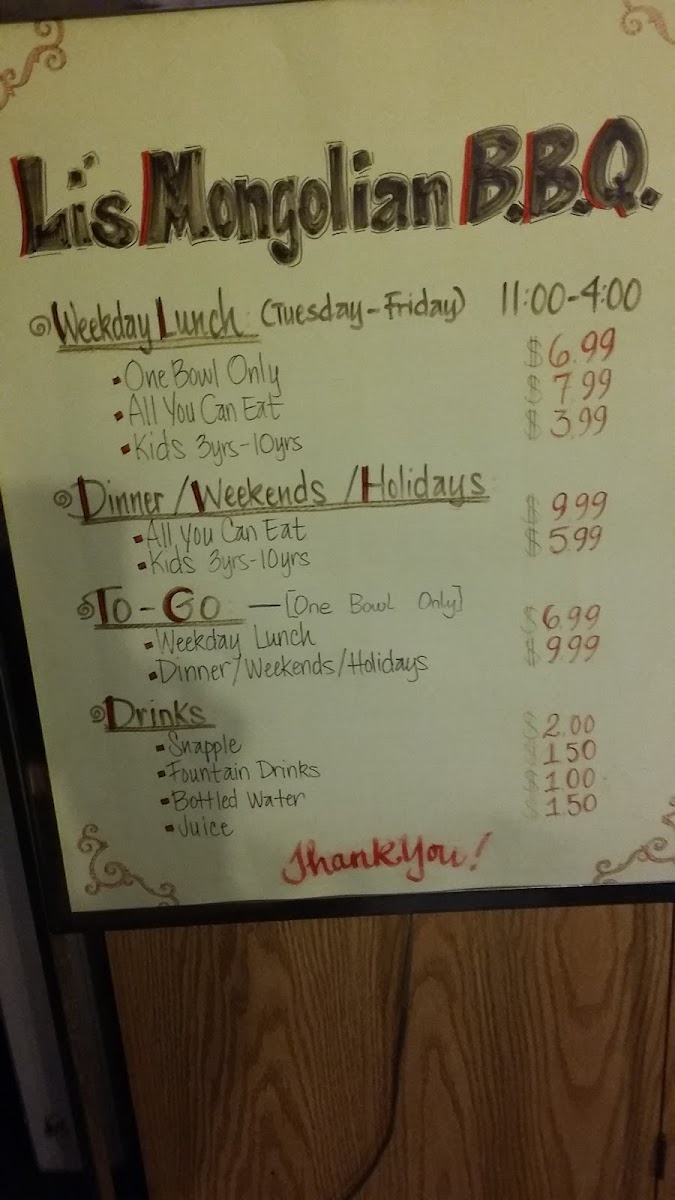 Li's Mongolian B.B.Q.
Weekday Lunch (Tuesday-Friday) 11:00-4:00
One Bowl Only $6.99
All You Can Eat $7.99
Kids 3yrs-10yrs $3.99
Dinner/Weekends/Holidays
All You Can Eat $9.99
Kids 3yrs-10yrs $5.99
To-Go — [One Bowl Only]
Weekday Lunch $6.99
Dinner/Weekends/Holidays $9.99
Drinks
Snapple $2.00
Fountain Drinks $1.50
Bottled Water $1.00
Juice $1.50
Thank You!